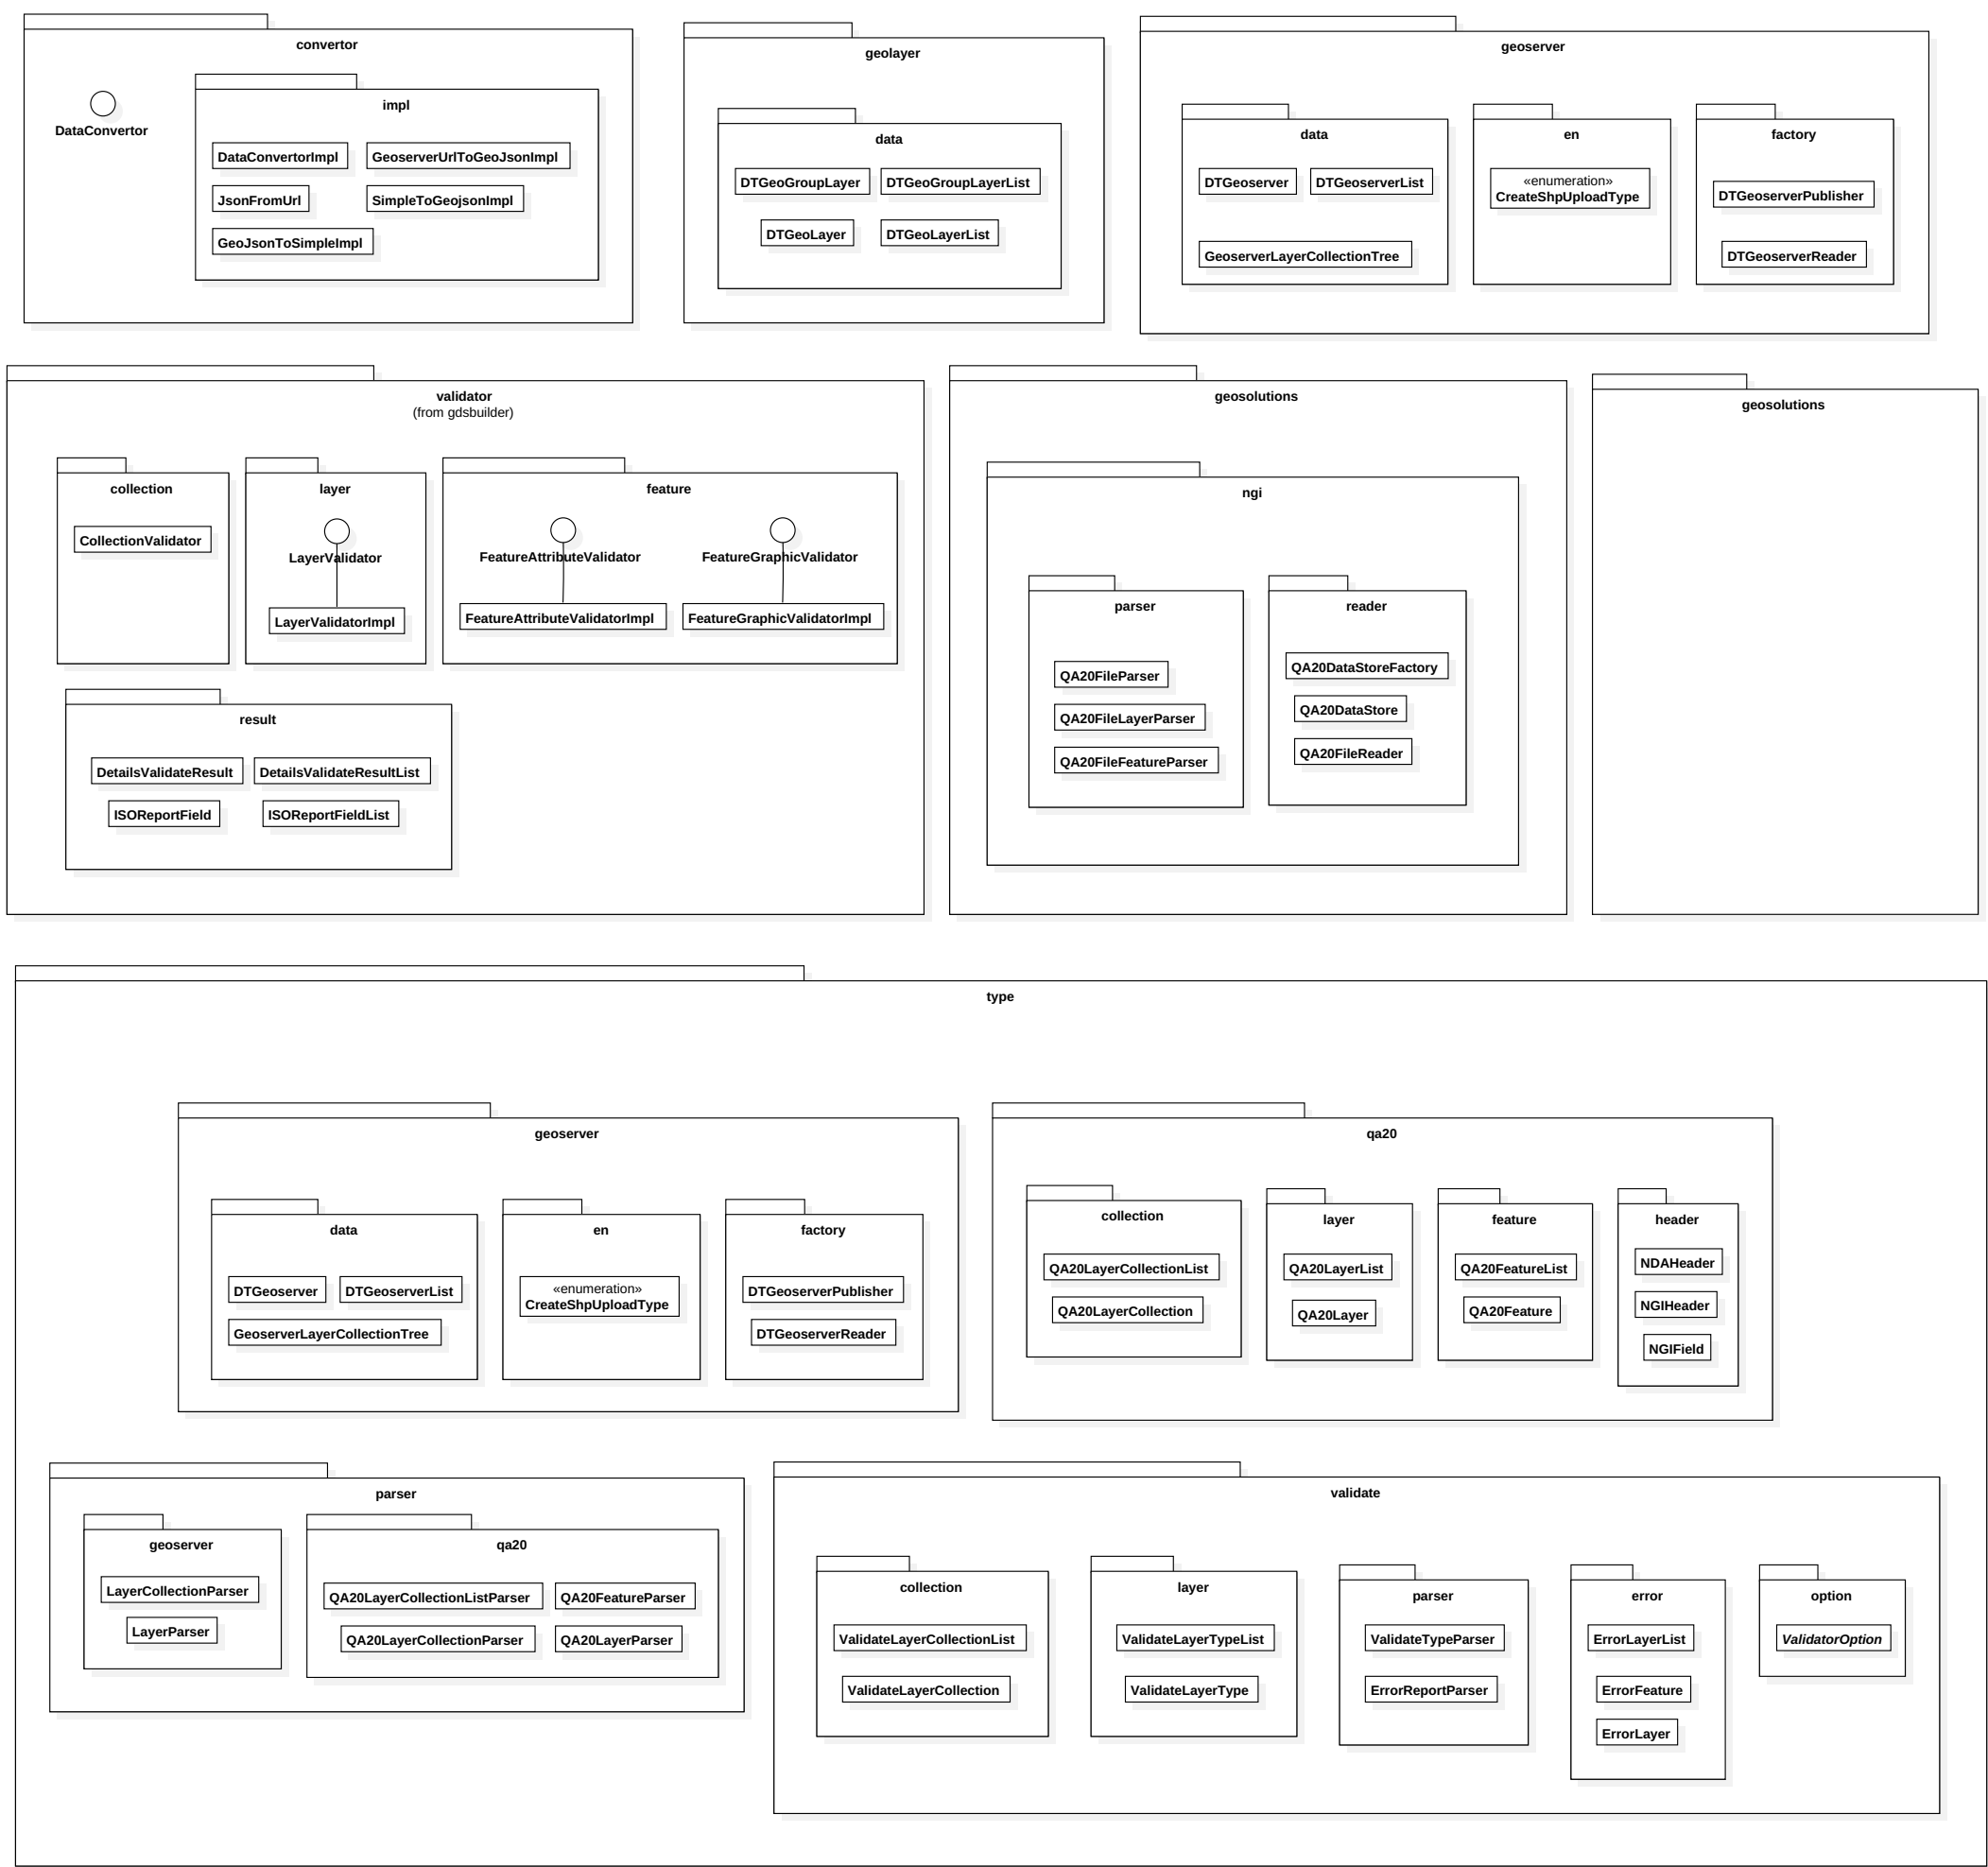 convertor
DataConvertor
impl
DataConvertorImpl
GeoserverUrlToGeoJsonImpl
JsonFromUrl
SimpleToGeojsonImpl
GeoJsonToSimpleImpl
geolayer
data
DTGeoGroupLayer
DTGeoGroupLayerList
DTGeoLayer
DTGeoLayerList
geoserver
data
DTGeoserver
DTGeoserverList
GeoserverLayerCollectionTree
en
«enumeration»
CreateShpUploadType
factory
DTGeoserverPublisher
DTGeoserverReader
validator
(from gdsbuilder)
collection
CollectionValidator
layer
LayerValidator
LayerValidatorImpl
feature
FeatureAttributeValidator
FeatureGraphicValidator
FeatureAttributeValidatorImpl
FeatureGraphicValidatorImpl
result
DetailsValidateResult
DetailsValidateResultList
ISOReportField
ISOReportFieldList
geosolutions
ngi
parser
QA20FileParser
QA20FileLayerParser
QA20FileFeatureParser
reader
QA20DataStoreFactory
QA20DataStore
QA20FileReader
geosolutions
type
geoserver
data
DTGeoserver
DTGeoserverList
GeoserverLayerCollectionTree
en
«enumeration»
CreateShpUploadType
factory
DTGeoserverPublisher
DTGeoserverReader
qa20
collection
QA20LayerCollectionList
QA20LayerCollection
layer
QA20LayerList
QA20Layer
feature
QA20FeatureList
QA20Feature
header
NDAHeader
NGIHeader
NGIField
parser
geoserver
LayerCollectionParser
LayerParser
qa20
QA20LayerCollectionListParser
QA20FeatureParser
QA20LayerCollectionParser
QA20LayerParser
validate
collection
ValidateLayerCollectionList
ValidateLayerCollection
layer
ValidateLayerTypeList
ValidateLayerType
parser
ValidateTypeParser
ErrorReportParser
error
ErrorLayerList
ErrorFeature
ErrorLayer
option
ValidatorOption